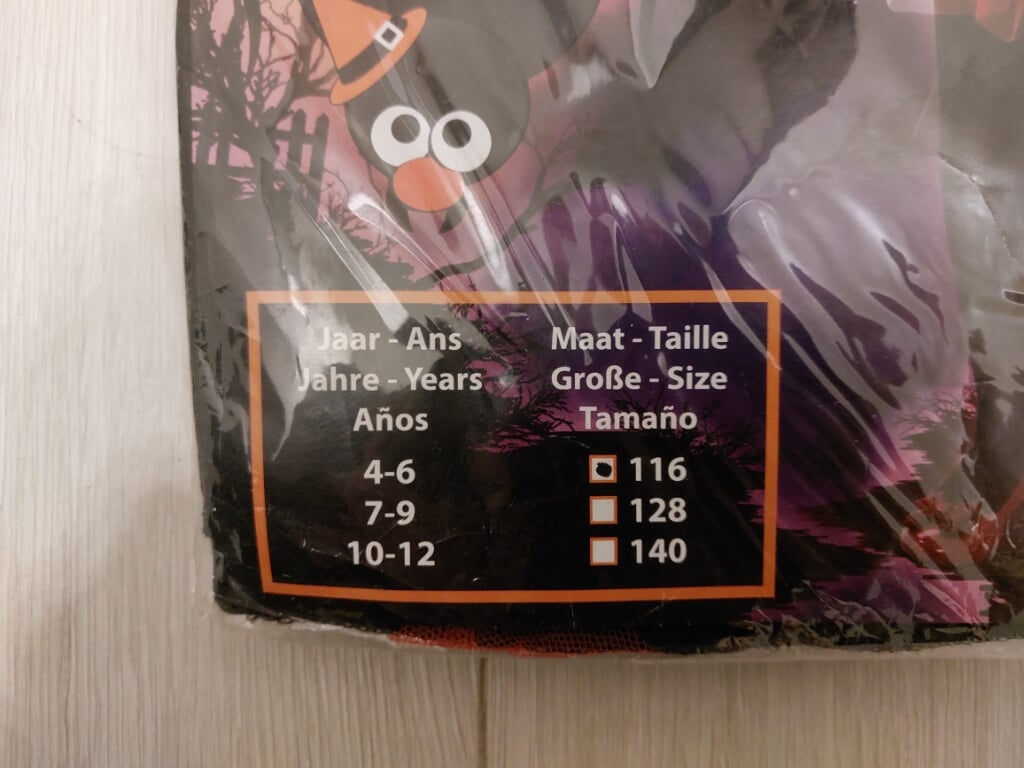 Jaar - Ans Maat - Taille
Jahre - Years Große - Size
Años Tamaño
4-6 116
7-9 128
10-12 140